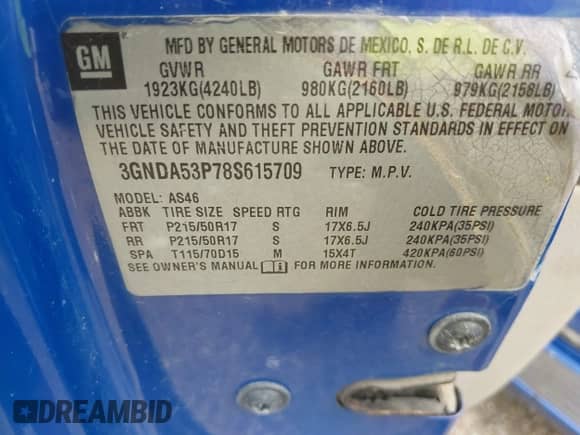 GM
MFD BY GENERAL MOTORS DE MEXICO, S. DE R.L. DE C.V.
GVWR GAWR FRT GAWR RR
1923KG(4240LB) 980KG(2160LB) 979KG(2158LB)
THIS VEHICLE CONFORMS TO ALL APPLICABLE U.S. FEDERAL MOTOR
VEHICLE SAFETY AND THEFT PREVENTION STANDARDS IN EFFECT ON
THE DATE OF MANUFACTURE SHOWN ABOVE.
3GNDA53P78S615709 TYPE: M.P.V.
MODEL: AS46
ABBK TIRE SIZE SPEED RTG RIM COLD TIRE PRESSURE
FRT P215/50R17 S 17X6.5J 240KPA(35PSI)
RR P215/50R17 S 17X6.5J 240KPA(35PSI)
SPA T115/70D15 M 15X4T 420KPA(60PSI)
SEE OWNER'S MANUAL FOR MORE INFORMATION.
DREAMBID